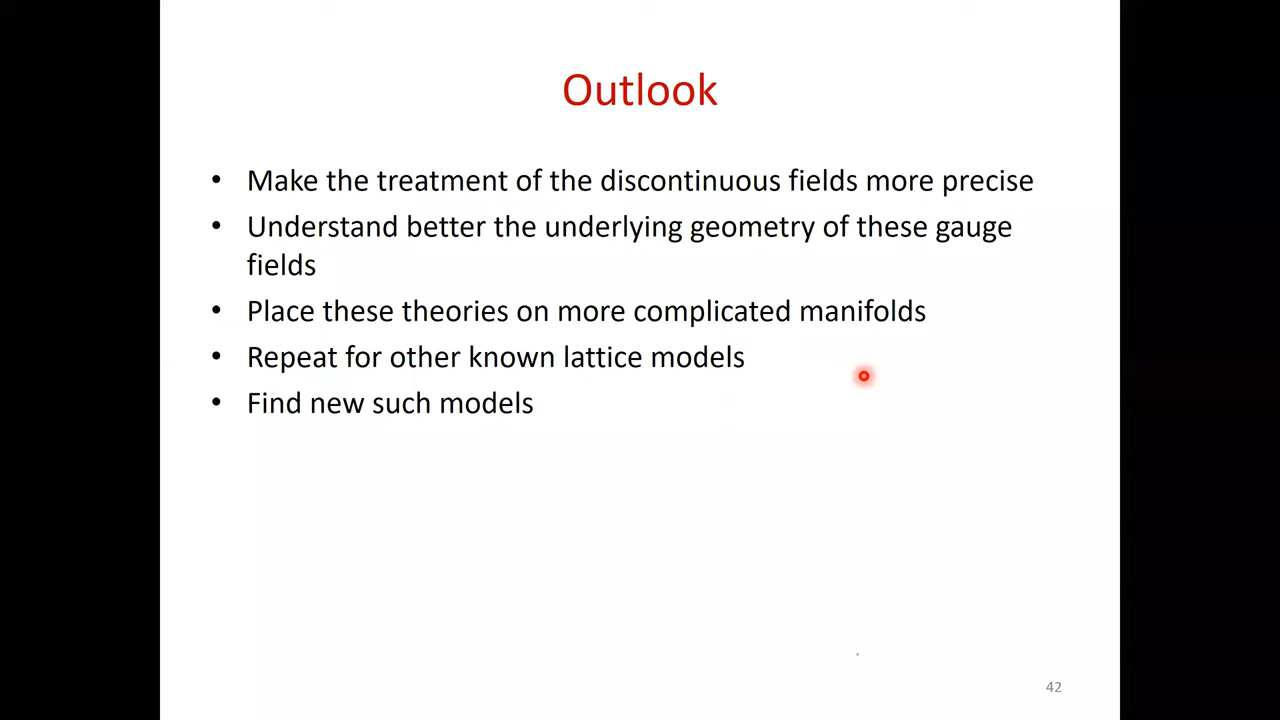 Outlook
• Make the treatment of the discontinuous fields more precise
• Understand better the underlying geometry of these gauge
fields
• Place these theories on more complicated manifolds
• Repeat for other known lattice models
• Find new such models
42